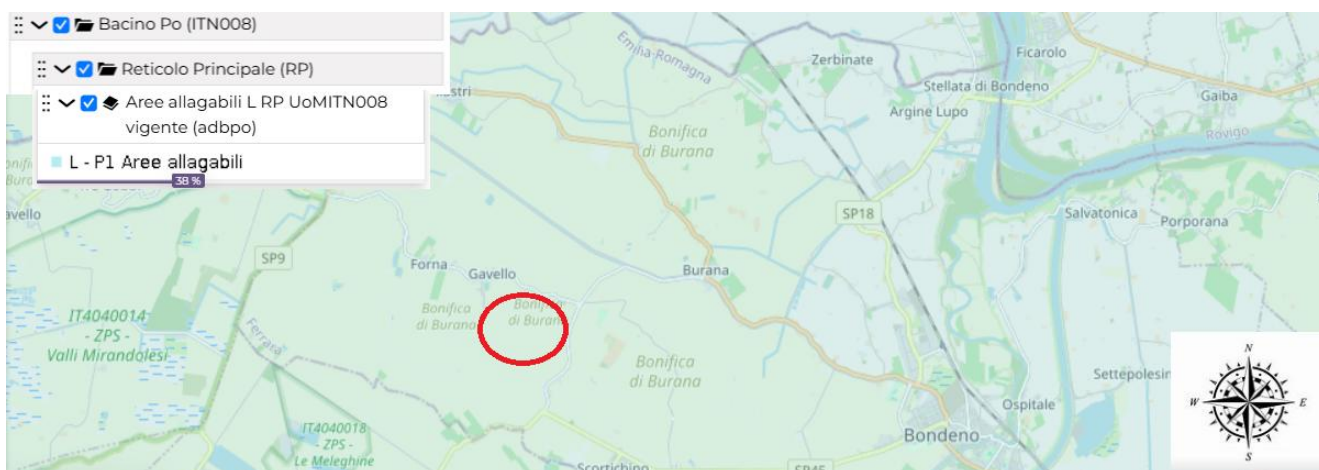 Bacino Po (ITN008)
Reticolo Principale (RP)
Aree allagabili L RP UoMITN008
vigente (adbpo)
L - P1 Aree allagabili
38 %
Emilia-Romagna
Zerbinate
Ficarolo
Stellata di Bondeno
Gaiba
Argine Lupo
Bonifica
di Burana
Rovigo
Gavello
SP18
Salvatonica
Porporana
SP9
Forna
Gavello
Burana
Bonifica
di Burana
Bonifica
di Burana
IT4040014
- ZPS -
Valli Mirandolesi
Ferrara
Bonifica
di Burana
N
W
E
S
Settepolesin
IT4040018
- ZPS -
Le Meleghine
Ospitale
Bondeno
Scortichino